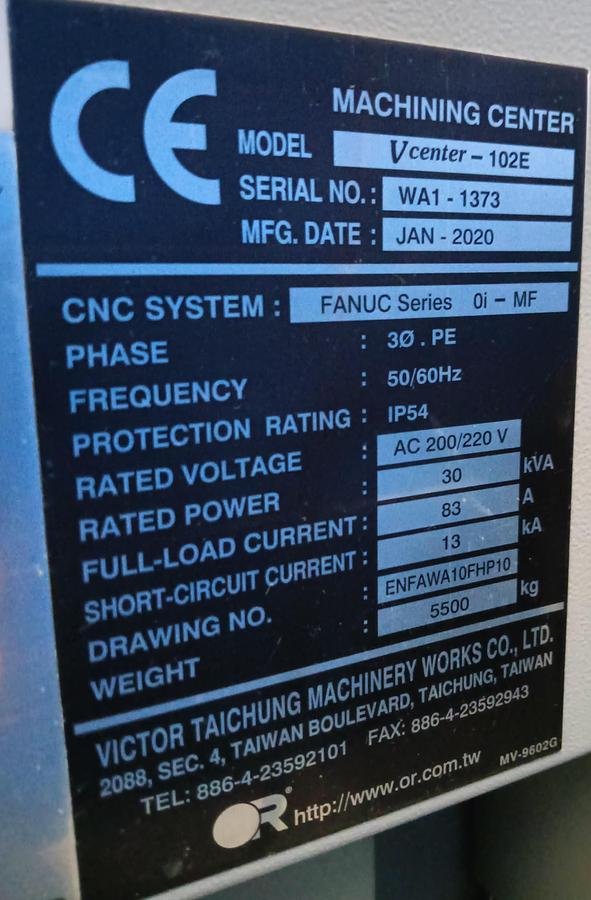 CE
MACHINING CENTER
MODEL Vcenter - 102E
SERIAL NO. : WA1 - 1373
MFG. DATE : JAN - 2020
CNC SYSTEM : FANUC Series 0i - MF
PHASE : 3Ø . PE
FREQUENCY : 50/60Hz
PROTECTION RATING : IP54
RATED VOLTAGE : AC 200/220 V
RATED POWER : 30 kVA
FULL-LOAD CURRENT : 83 A
SHORT-CIRCUIT CURRENT : 13 kA
DRAWING NO. : ENFAWA10FHP10
WEIGHT : 5500 kg
VICTOR TAICHUNG MACHINERY WORKS CO., LTD.
2088, SEC. 4, TAIWAN BOULEVARD, TAICHUNG, TAIWAN
TEL: 886-4-23592101 FAX: 886-4-23592943
OR® http://www.or.com.tw MV-9602G